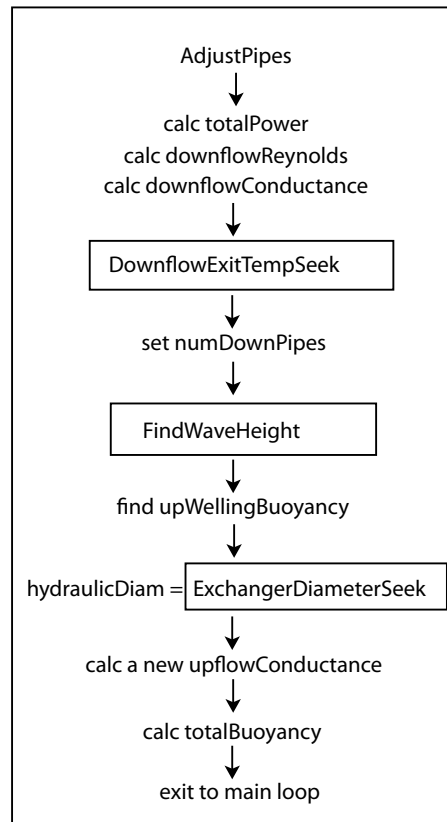 AdjustPipes
calc totalPower
calc downflowReynolds
calc downflowConductance
DownflowExitTempSeek
set numDownPipes
FindWaveHeight
find upWellingBuoyancy
hydraulicDiam = ExchangerDiameterSeek
calc a new upflowConductance
calc totalBuoyancy
exit to main loop